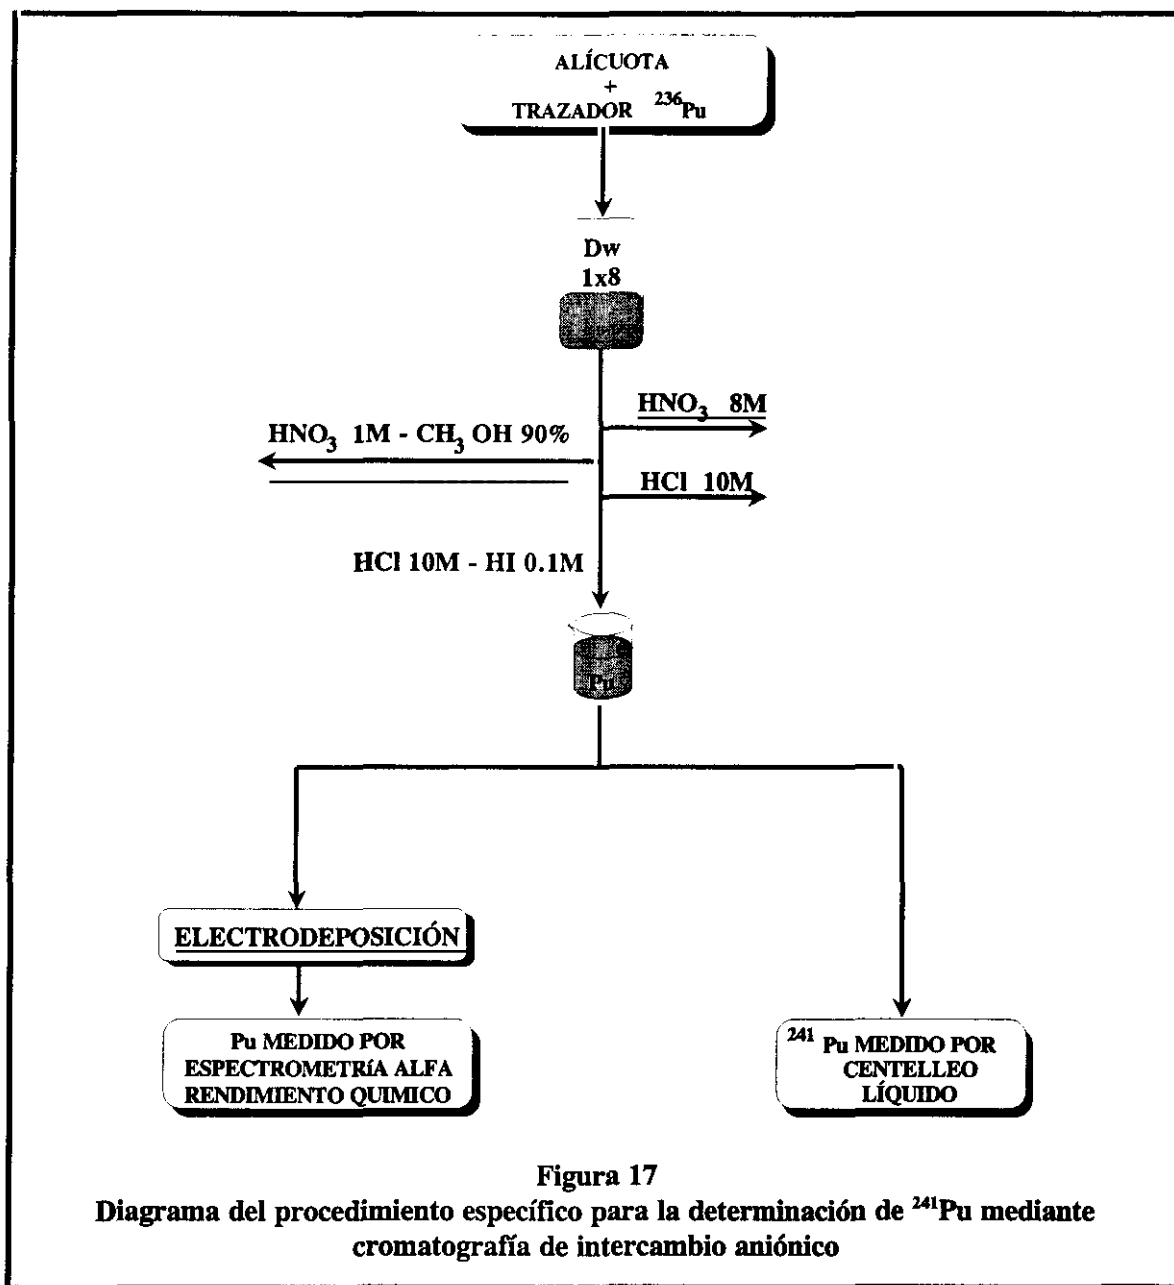 ALÍCUOTA
+
TRAZADOR ²³⁶Pu
Dw
1x8
HNO₃ 8M
HNO₃ 1M - CH₃ OH 90%
HCl 10M
HCl 10M - HI 0.1M
Pu
ELECTRODEPOSICIÓN
Pu MEDIDO POR
ESPECTROMETRÍA ALFA
RENDIMIENTO QUIMICO
²⁴¹ Pu MEDIDO POR
CENTELLEO
LÍQUIDO
Figura 17
Diagrama del procedimiento específico para la determinación de ²⁴¹Pu mediante
cromatografía de intercambio aniónico